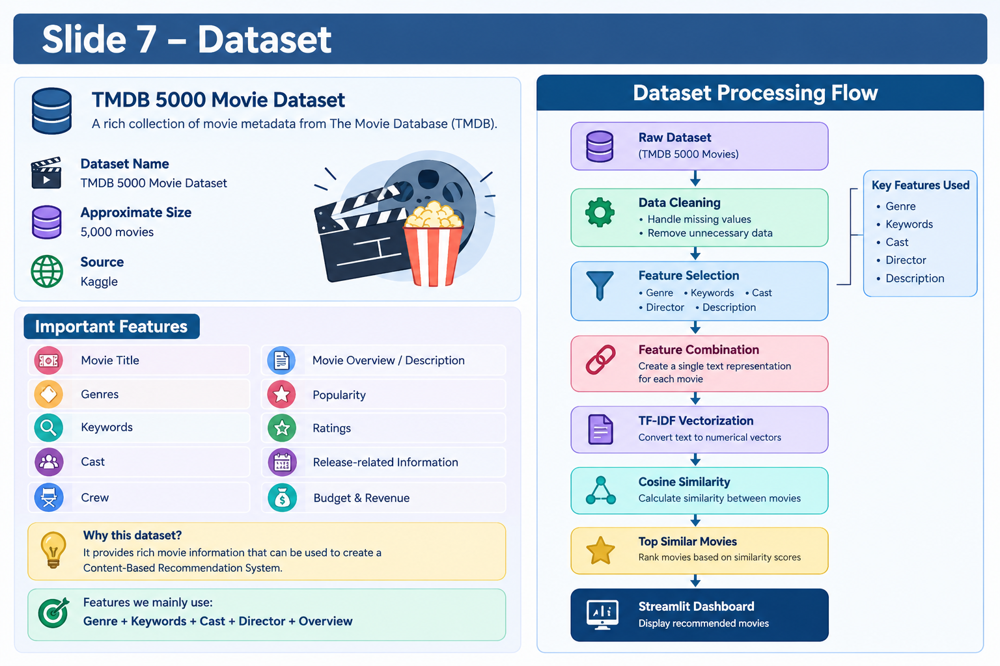 Slide 7 – Dataset
TMDB 5000 Movie Dataset
A rich collection of movie metadata from The Movie Database (TMDB).
Dataset Name
TMDB 5000 Movie Dataset
Approximate Size
5,000 movies
Source
Kaggle
Important Features
Movie Title
Movie Overview / Description
Genres
Popularity
Keywords
Ratings
Cast
Release-related Information
Crew
Budget & Revenue
Why this dataset?
It provides rich movie information that can be used to create a
Content-Based Recommendation System.
Features we mainly use:
Genre + Keywords + Cast + Director + Overview
Dataset Processing Flow
Raw Dataset
(TMDB 5000 Movies)
Data Cleaning
• Handle missing values
• Remove unnecessary data
Feature Selection
• Genre • Keywords • Cast
• Director • Description
Key Features Used
• Genre
• Keywords
• Cast
• Director
• Description
Feature Combination
Create a single text representation
for each movie
TF-IDF Vectorization
Convert text to numerical vectors
Cosine Similarity
Calculate similarity between movies
Top Similar Movies
Rank movies based on similarity scores
Streamlit Dashboard
Display recommended movies